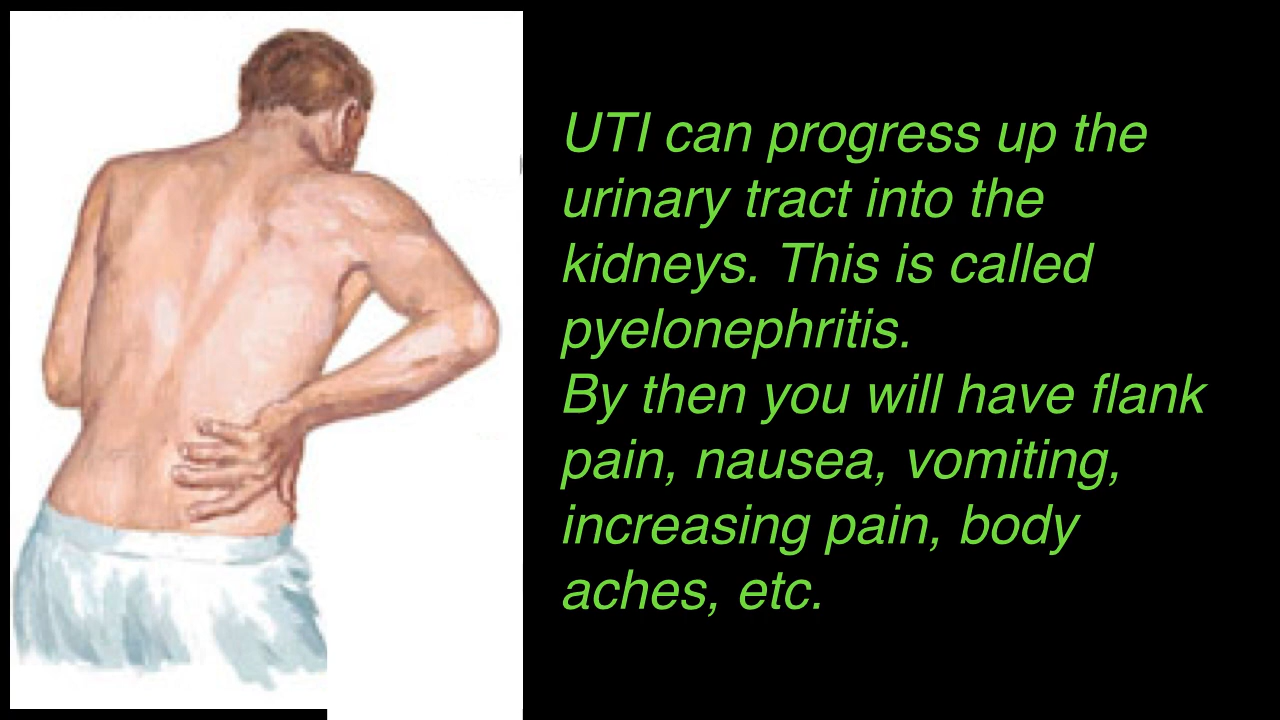 UTI can progress up the
urinary tract into the
kidneys. This is called
pyelonephritis.
By then you will have flank
pain, nausea, vomiting,
increasing pain, body
aches, etc.